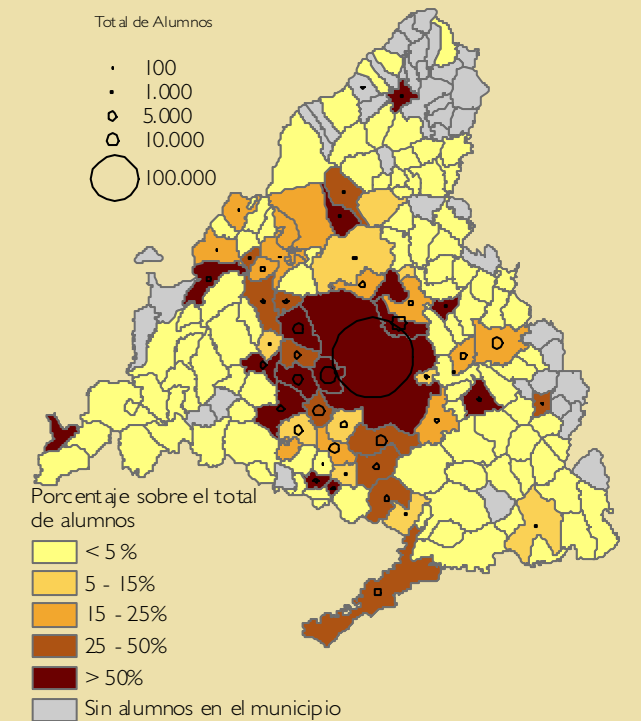 Total de Alumnos
100
1.000
5.000
10.000
100.000
Porcentaje sobre el total
de alumnos
< 5 %
5 - 15%
15 - 25%
25 - 50%
> 50%
Sin alumnos en el municipio